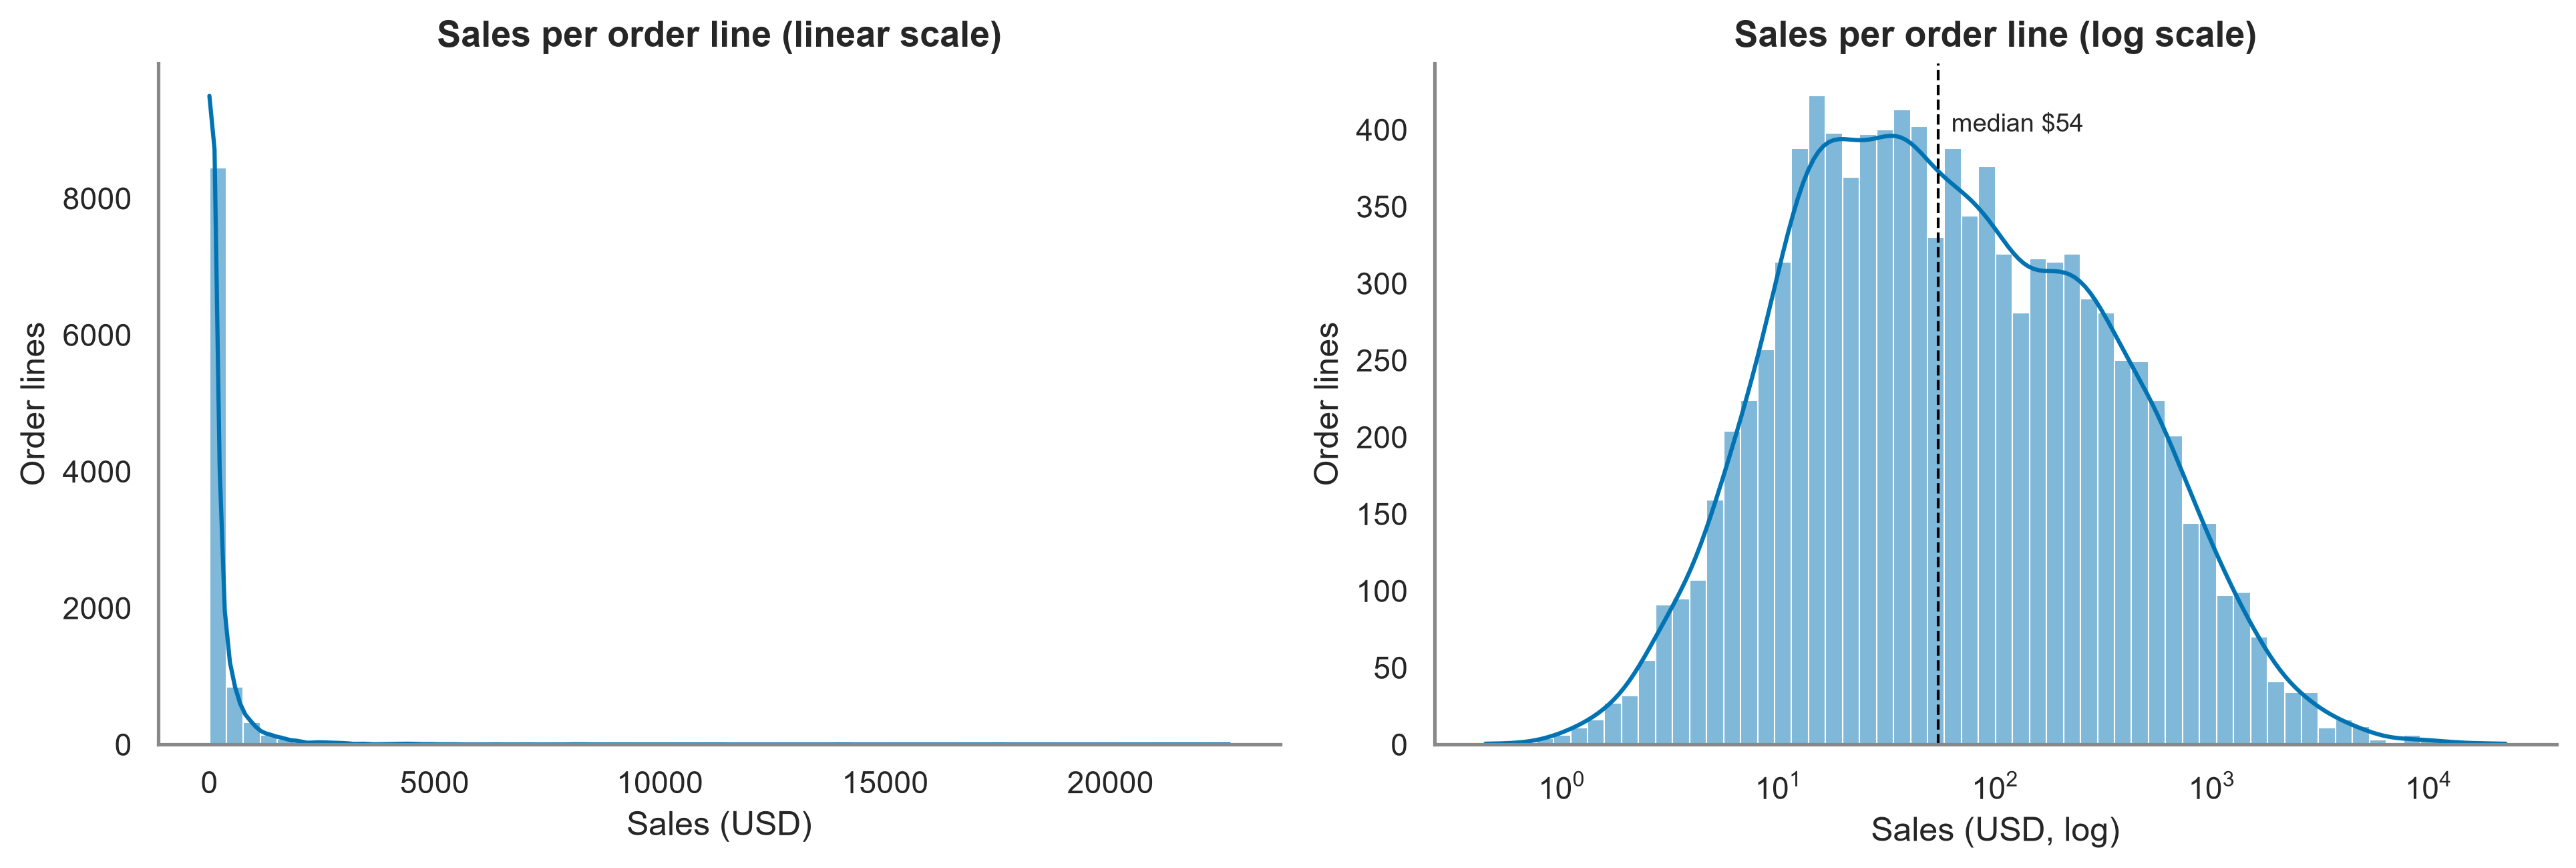 Sales per order line (linear scale)
Order lines
8000
6000
4000
2000
0
0 5000 10000 15000 20000
Sales (USD)
Sales per order line (log scale)
median $54
Order lines
400
350
300
250
200
150
100
50
0
10⁰ 10¹ 10² 10³ 10⁴
Sales (USD, log)